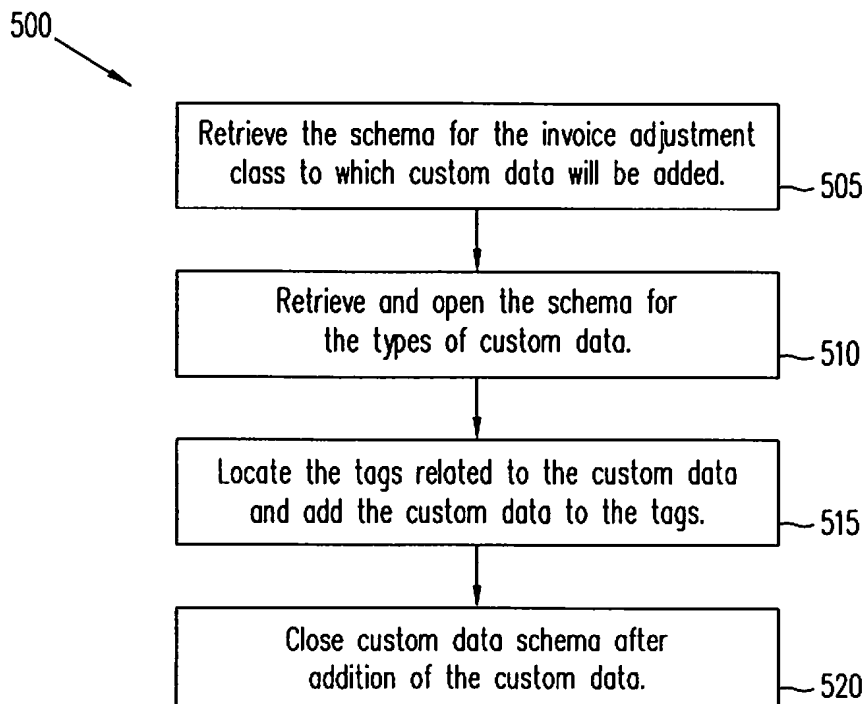 500
Retrieve the schema for the invoice adjustment
class to which custom data will be added.
505
Retrieve and open the schema for
the types of custom data.
510
Locate the tags related to the custom data
and add the custom data to the tags.
515
Close custom data schema after
addition of the custom data.
520